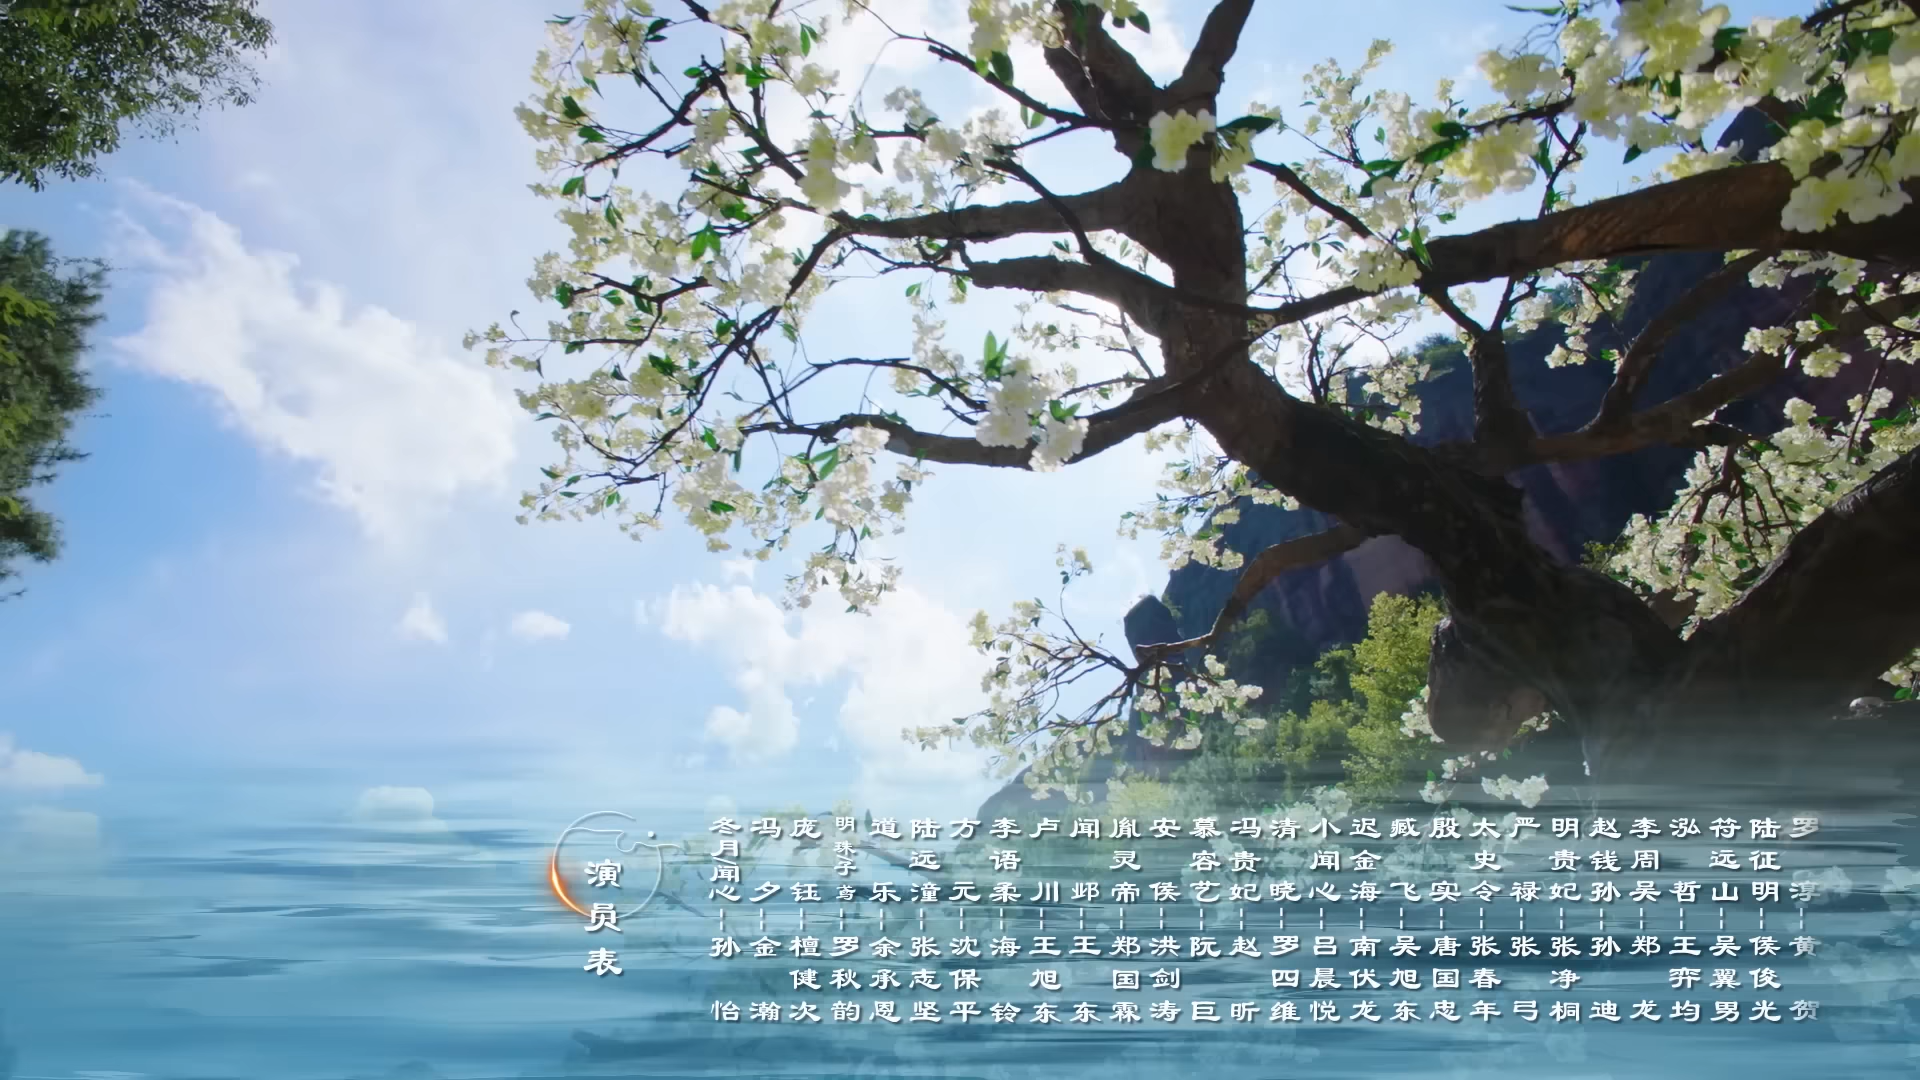 演员表
冬月/闻心 孙怡
冯夕 金瀚
庞钰 檀健次
明珠/子鸢 罗秋韵
道乐 余承恩
陆远潼 张志坚
方元 沈保平
李语柔 海铃
卢川 王旭东
闻邺 王东
胤灵帝 郑国霖
安侯 洪剑涛
慕容艺 阮巨
冯贵妃 赵昕
清晓 罗四维
小闻心 吕晨悦
迟金海 南伏龙
臧飞 吴旭东
殷实 唐国忠
太史令 张春年
严禄 张弓
明贵妃 张净桐
赵钱孙 孙迪
李周吴 郑龙
泓哲 王弈均
符远山 吴翼男
陆征明 侯俊光
罗淳 黄贺